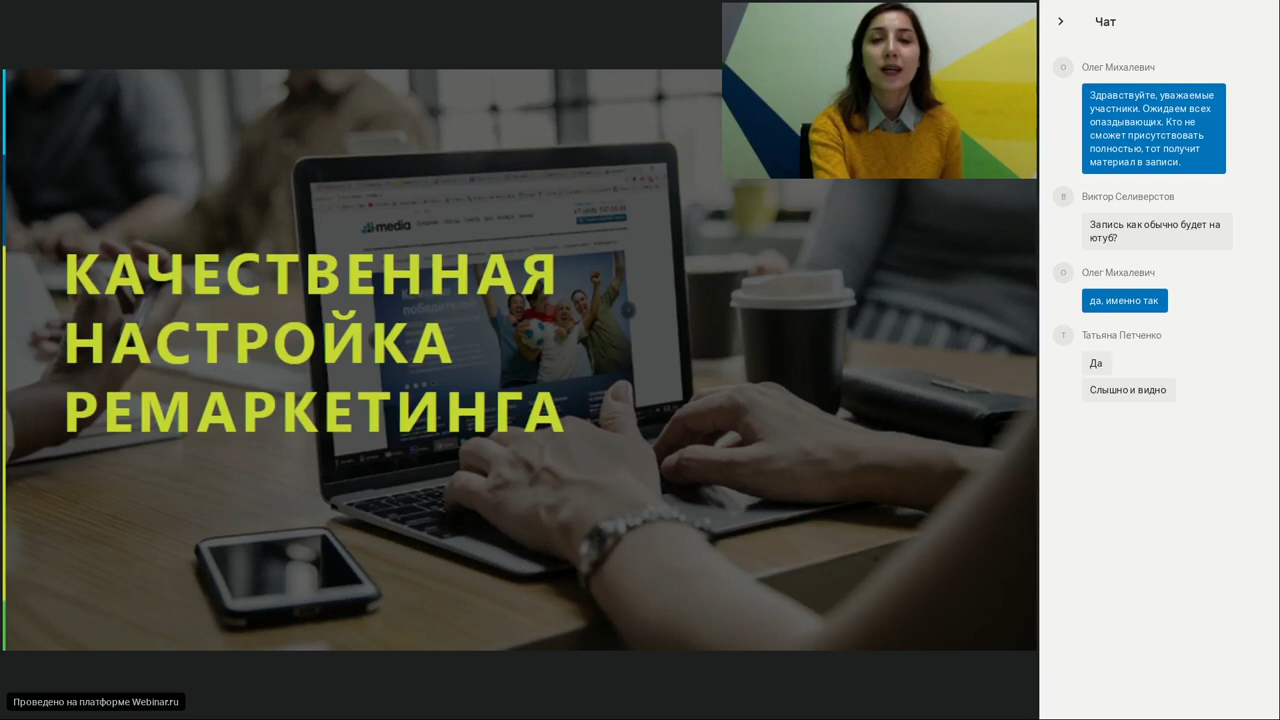 i-media
КАЧЕСТВЕННАЯ
НАСТРОЙКА
РЕМАРКЕТИНГА
Проведено на платформе Webinar.ru
Чат
О
Олег Михалевич
Здравствуйте, уважаемые
участники. Ожидаем всех
опаздывающих. Кто не
сможет присутствовать
полностью, тот получит
материал в записи.
В
Виктор Селиверстов
Запись как обычно будет на
ютуб?
О
Олег Михалевич
да, именно так
Т
Татьяна Петченко
Да
Слышно и видно